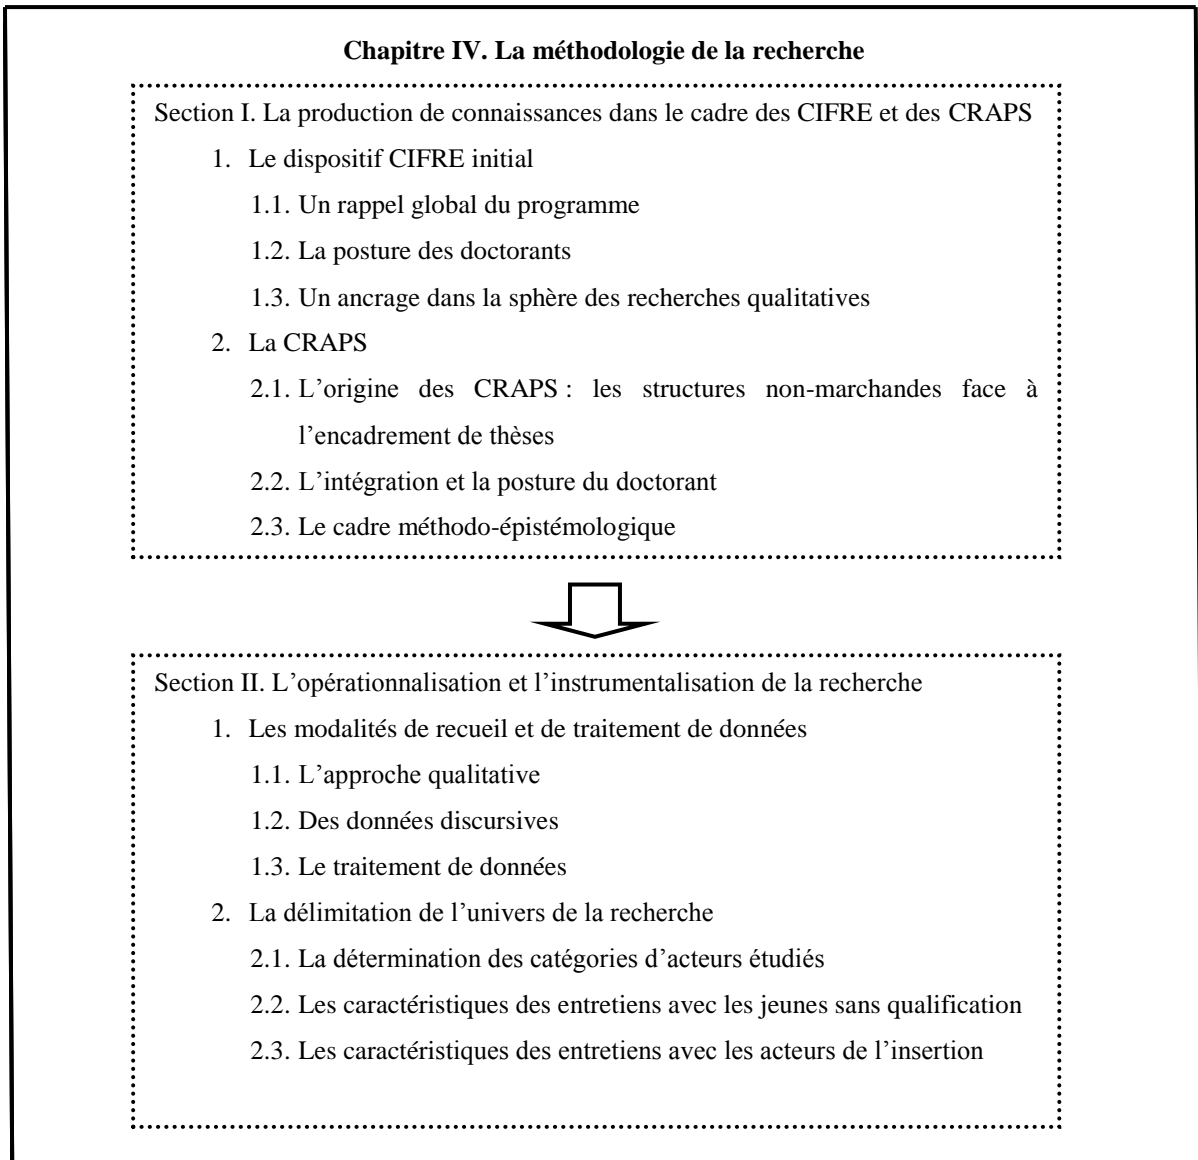 Chapitre IV. La méthodologie de la recherche
Section I. La production de connaissances dans le cadre des CIFRE et des CRAPS
1. Le dispositif CIFRE initial
1.1. Un rappel global du programme
1.2. La posture des doctorants
1.3. Un ancrage dans la sphère des recherches qualitatives
2. La CRAPS
2.1. L’origine des CRAPS : les structures non-marchandes face à
l’encadrement de thèses
2.2. L’intégration et la posture du doctorant
2.3. Le cadre méthodo-épistémologique
Section II. L’opérationnalisation et l’instrumentalisation de la recherche
1. Les modalités de recueil et de traitement de données
1.1. L’approche qualitative
1.2. Des données discursives
1.3. Le traitement de données
2. La délimitation de l’univers de la recherche
2.1. La détermination des catégories d’acteurs étudiés
2.2. Les caractéristiques des entretiens avec les jeunes sans qualification
2.3. Les caractéristiques des entretiens avec les acteurs de l’insertion